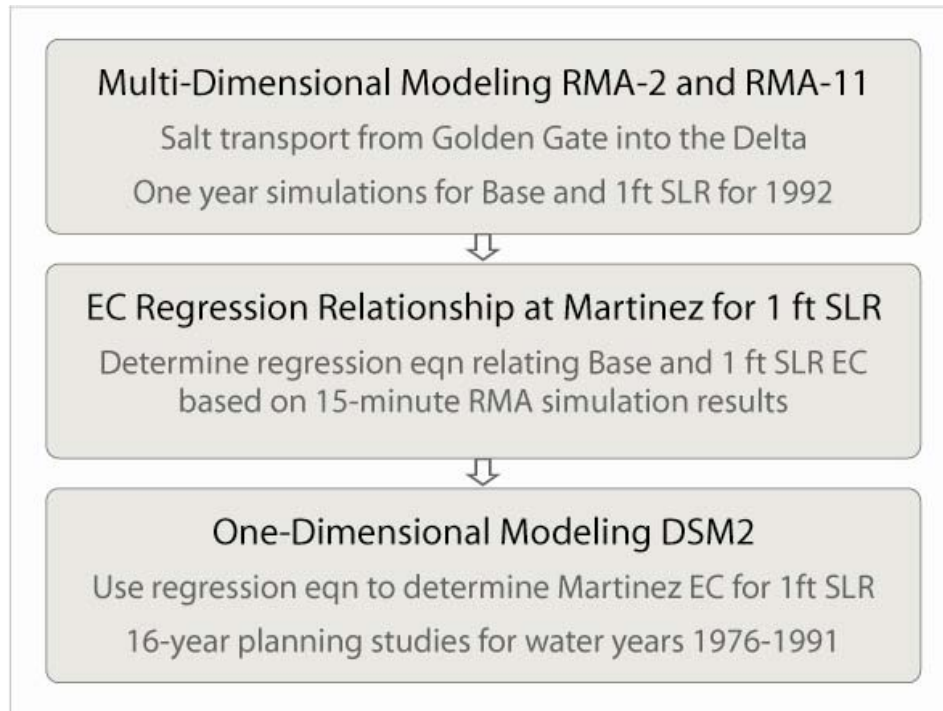 Multi-Dimensional Modeling RMA-2 and RMA-11
Salt transport from Golden Gate into the Delta
One year simulations for Base and 1ft SLR for 1992
EC Regression Relationship at Martinez for 1 ft SLR
Determine regression eqn relating Base and 1 ft SLR EC
based on 15-minute RMA simulation results
One-Dimensional Modeling DSM2
Use regression eqn to determine Martinez EC for 1ft SLR
16-year planning studies for water years 1976-1991